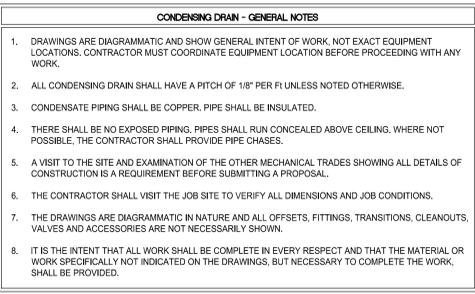 CONDENSING DRAIN - GENERAL NOTES
1. DRAWINGS ARE DIAGRAMMATIC AND SHOW GENERAL INTENT OF WORK, NOT EXACT EQUIPMENT
LOCATIONS. CONTRACTOR MUST COORDINATE EQUIPMENT LOCATION BEFORE PROCEEDING WITH ANY
WORK.
2. ALL CONDENSING DRAIN SHALL HAVE A PITCH OF 1/8" PER Ft UNLESS NOTED OTHERWISE.
3. CONDENSATE PIPING SHALL BE COPPER. PIPE SHALL BE INSULATED.
4. THERE SHALL BE NO EXPOSED PIPING. PIPES SHALL RUN CONCEALED ABOVE CEILING. WHERE NOT
POSSIBLE, THE CONTRACTOR SHALL PROVIDE PIPE CHASES.
5. A VISIT TO THE SITE AND EXAMINATION OF THE OTHER MECHANICAL TRADES SHOWING ALL DETAILS OF
CONSTRUCTION IS A REQUIREMENT BEFORE SUBMITTING A PROPOSAL.
6. THE CONTRACTOR SHALL VISIT THE JOB SITE TO VERIFY ALL DIMENSIONS AND JOB CONDITIONS.
7. THE DRAWINGS ARE DIAGRAMMATIC IN NATURE AND ALL OFFSETS, FITTINGS, TRANSITIONS, CLEANOUTS,
VALVES AND ACCESSORIES ARE NOT NECESSARILY SHOWN.
8. IT IS THE INTENT THAT ALL WORK SHALL BE COMPLETE IN EVERY RESPECT AND THAT THE MATERIAL OR
WORK SPECIFICALLY NOT INDICATED ON THE DRAWINGS, BUT NECESSARY TO COMPLETE THE WORK,
SHALL BE PROVIDED.